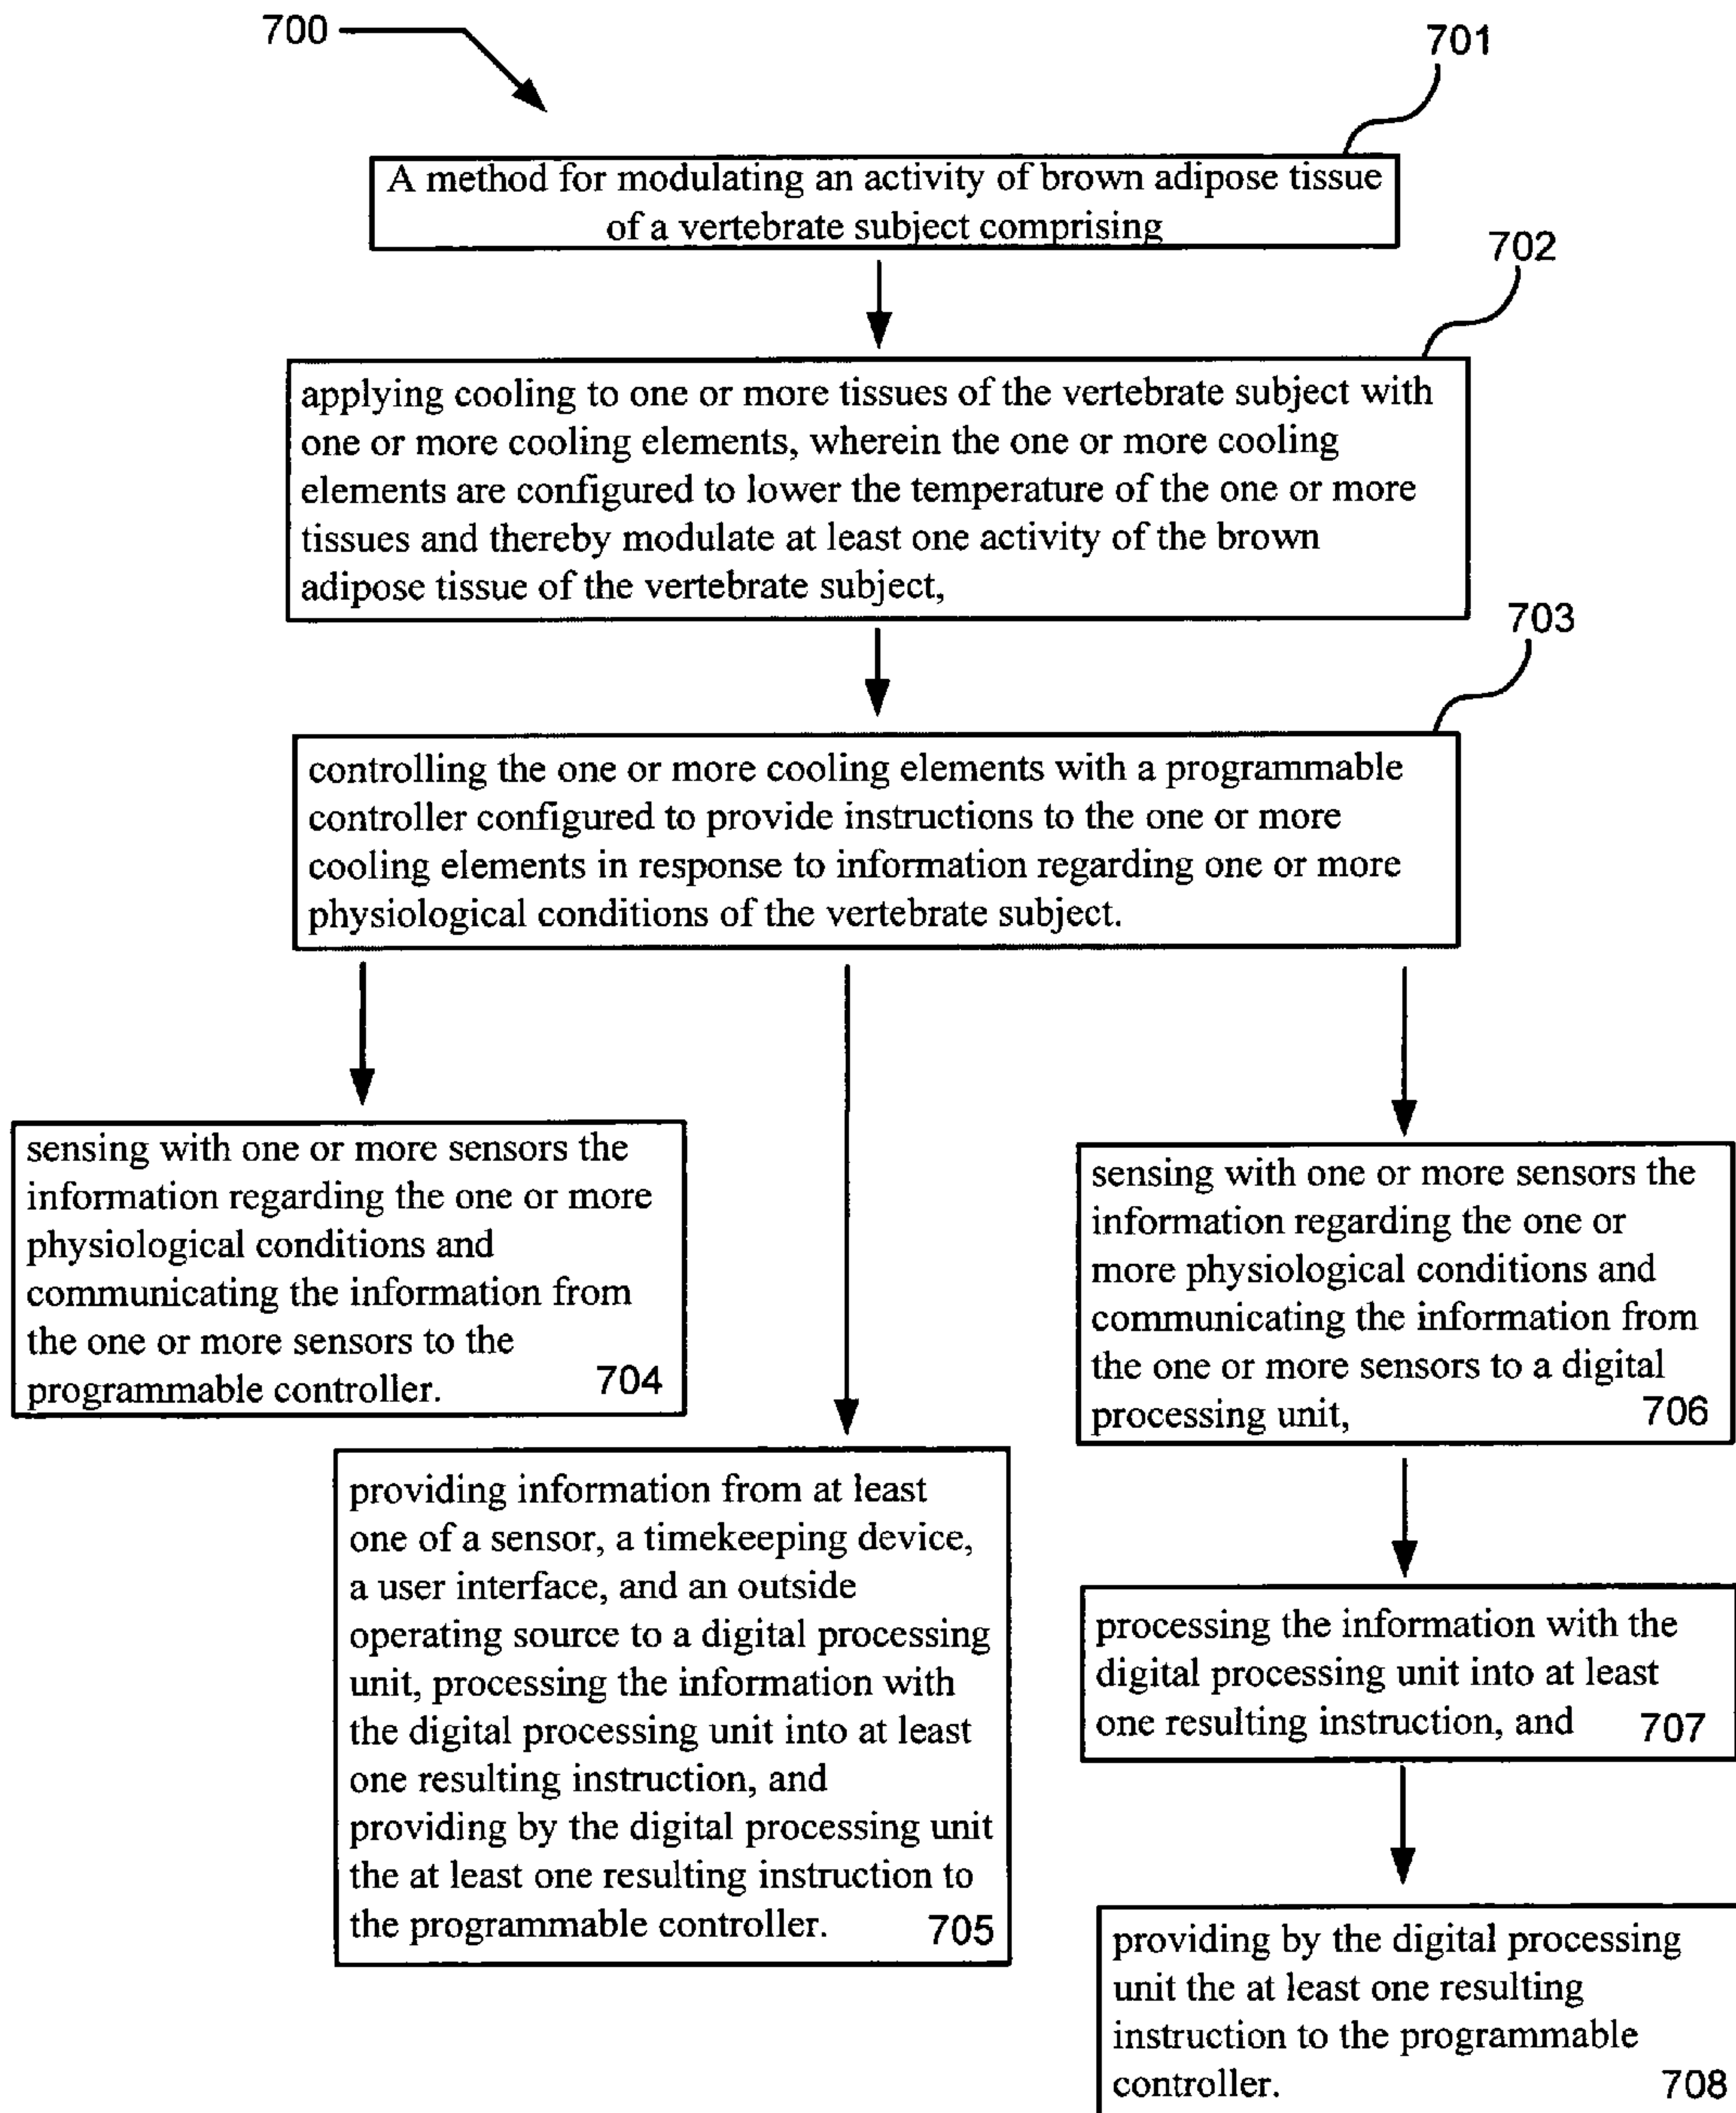 700
701
A method for modulating an activity of brown adipose tissue
of a vertebrate subject comprising
702
applying cooling to one or more tissues of the vertebrate subject with
one or more cooling elements, wherein the one or more cooling
elements are configured to lower the temperature of the one or more
tissues and thereby modulate at least one activity of the brown
adipose tissue of the vertebrate subject,
703
controlling the one or more cooling elements with a programmable
controller configured to provide instructions to the one or more
cooling elements in response to information regarding one or more
physiological conditions of the vertebrate subject.
sensing with one or more sensors the
information regarding the one or more
physiological conditions and
communicating the information from
the one or more sensors to the
programmable controller.
704
providing information from at least
one of a sensor, a timekeeping device,
a user interface, and an outside
operating source to a digital processing
unit, processing the information with
the digital processing unit into at least
one resulting instruction, and
providing by the digital processing unit
the at least one resulting instruction to
the programmable controller.
705
sensing with one or more sensors the
information regarding the one or
more physiological conditions and
communicating the information from
the one or more sensors to a digital
processing unit,
706
processing the information with the
digital processing unit into at least
one resulting instruction, and
707
providing by the digital processing
unit the at least one resulting
instruction to the programmable
controller.
708